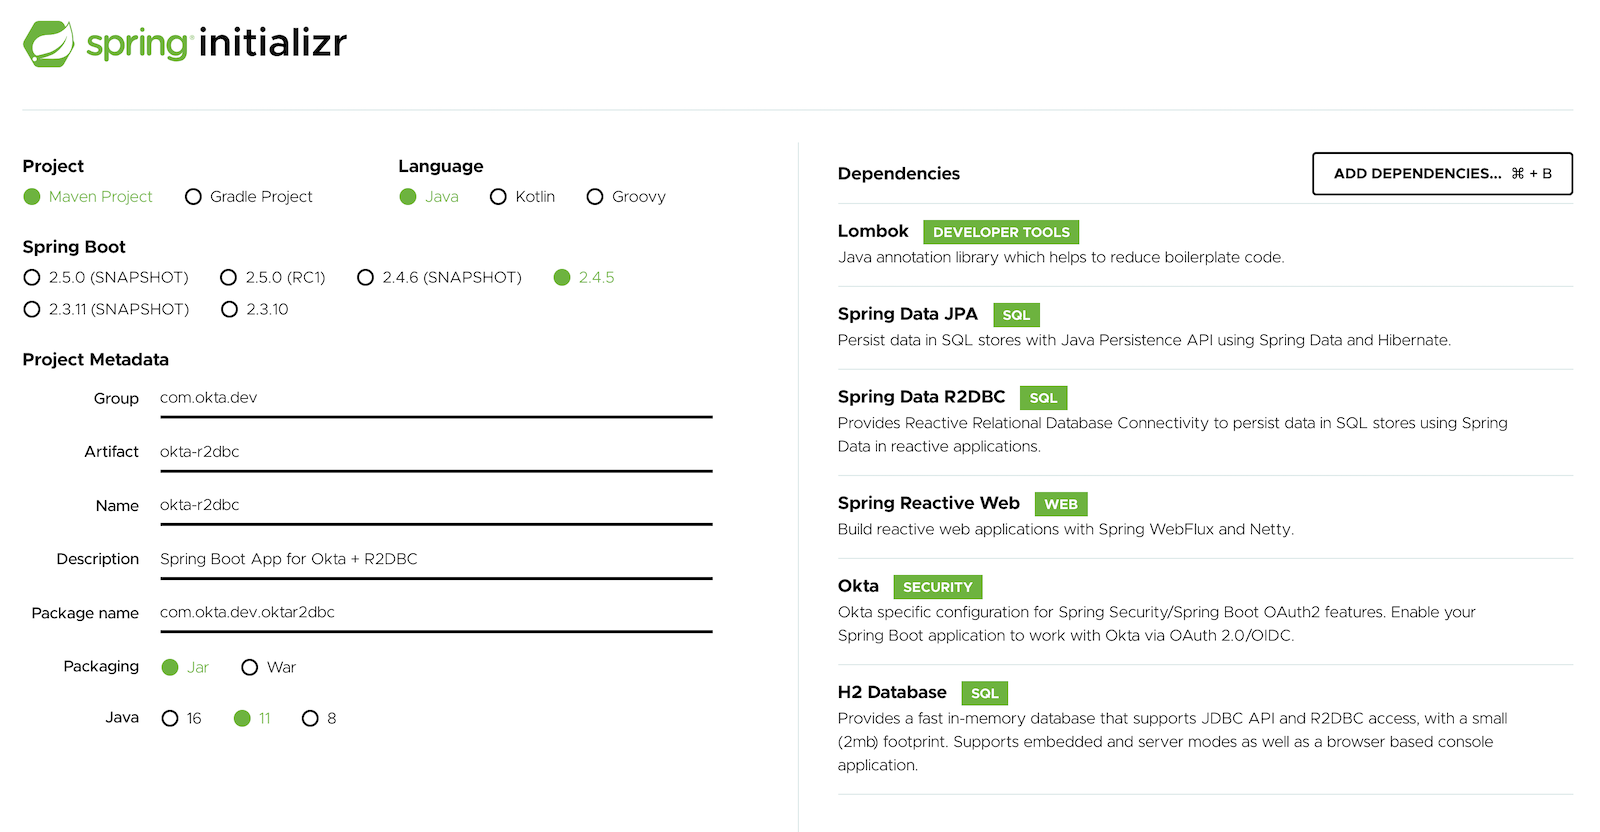 spring initializr
Project
Maven Project Gradle Project
Language
Java Kotlin Groovy
Spring Boot
2.5.0 (SNAPSHOT) 2.5.0 (RC1) 2.4.6 (SNAPSHOT) 2.4.5
2.3.11 (SNAPSHOT) 2.3.10
Project Metadata
Group com.okta.dev
Artifact okta-r2dbc
Name okta-r2dbc
Description Spring Boot App for Okta + R2DBC
Package name com.okta.dev.oktar2dbc
Packaging Jar War
Java 16 11 8
Dependencies ADD DEPENDENCIES... ⌘ + B
Lombok DEVELOPER TOOLS
Java annotation library which helps to reduce boilerplate code.
Spring Data JPA SQL
Persist data in SQL stores with Java Persistence API using Spring Data and Hibernate.
Spring Data R2DBC SQL
Provides Reactive Relational Database Connectivity to persist data in SQL stores using Spring
Data in reactive applications.
Spring Reactive Web WEB
Build reactive web applications with Spring WebFlux and Netty.
Okta SECURITY
Okta specific configuration for Spring Security/Spring Boot OAuth2 features. Enable your
Spring Boot application to work with Okta via OAuth 2.0/OIDC.
H2 Database SQL
Provides a fast in-memory database that supports JDBC API and R2DBC access, with a small
(2mb) footprint. Supports embedded and server modes as well as a browser based console
application.